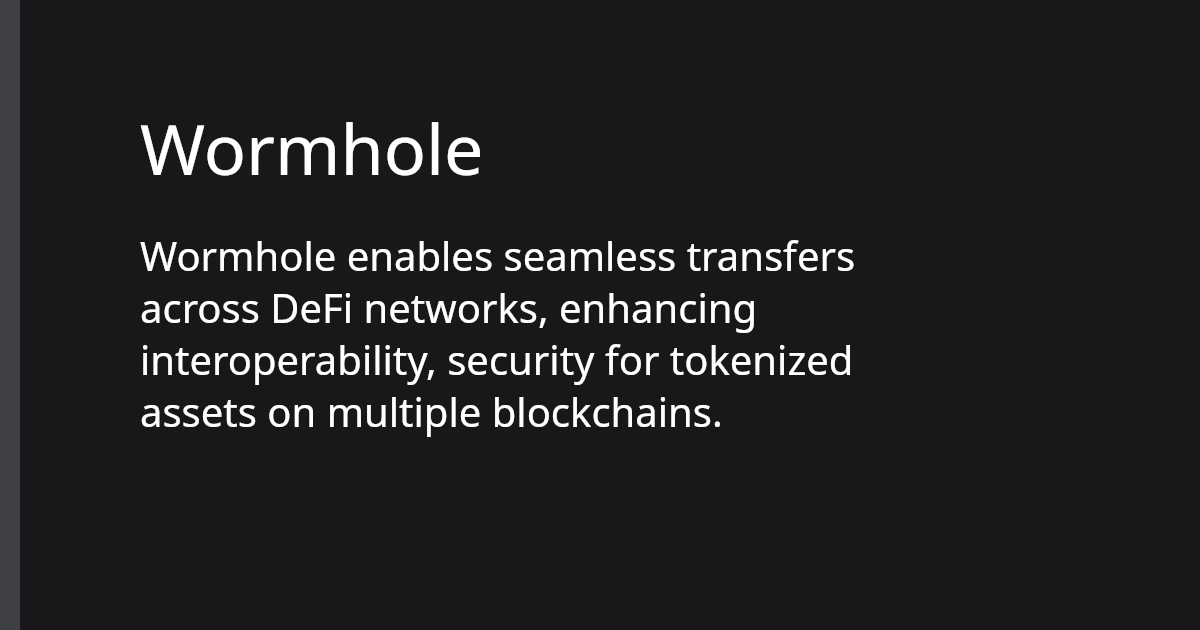 Wormhole
Wormhole enables seamless transfers
across DeFi networks, enhancing
interoperability, security for tokenized
assets on multiple blockchains.